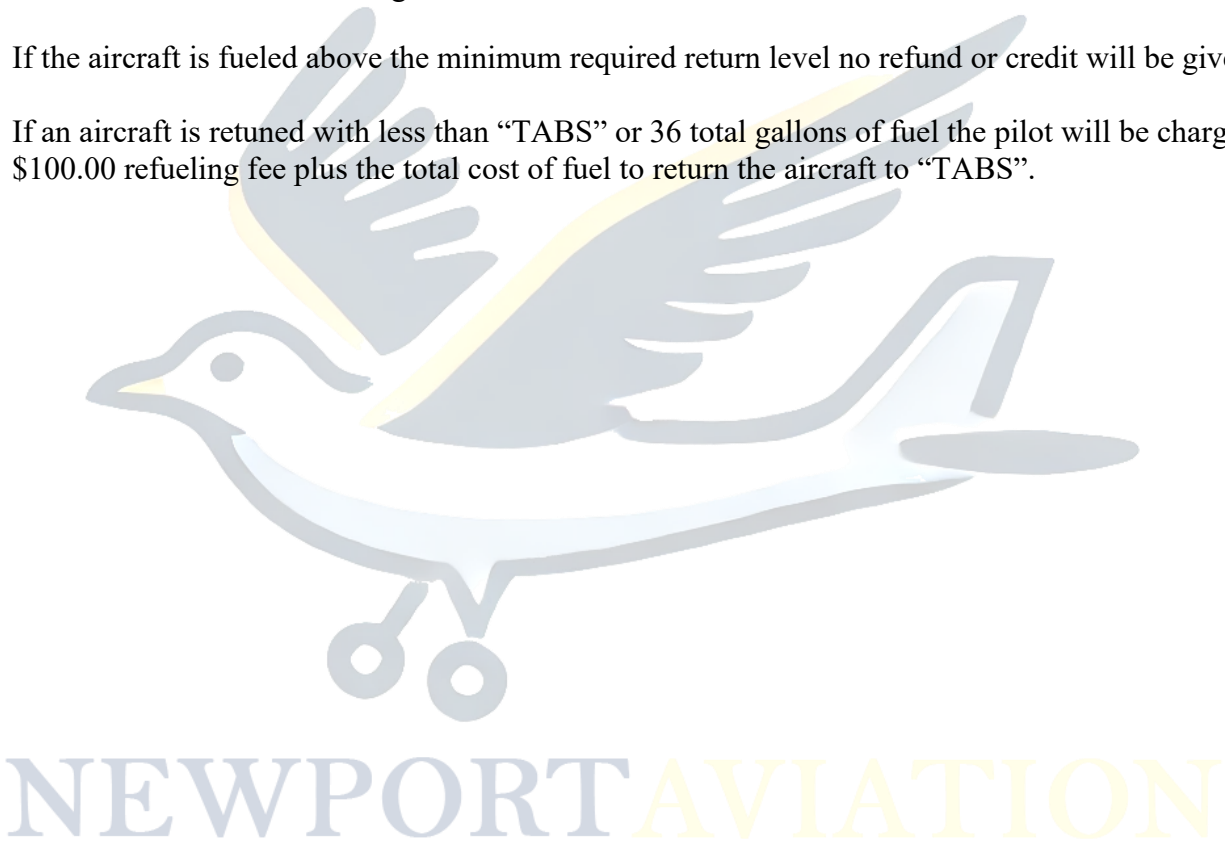 If the aircraft is fueled above the minimum required return level no refund or credit will be give
If an aircraft is retuned with less than “TABS” or 36 total gallons of fuel the pilot will be charg
$100.00 refueling fee plus the total cost of fuel to return the aircraft to “TABS”.
NEWPORTAVIATION